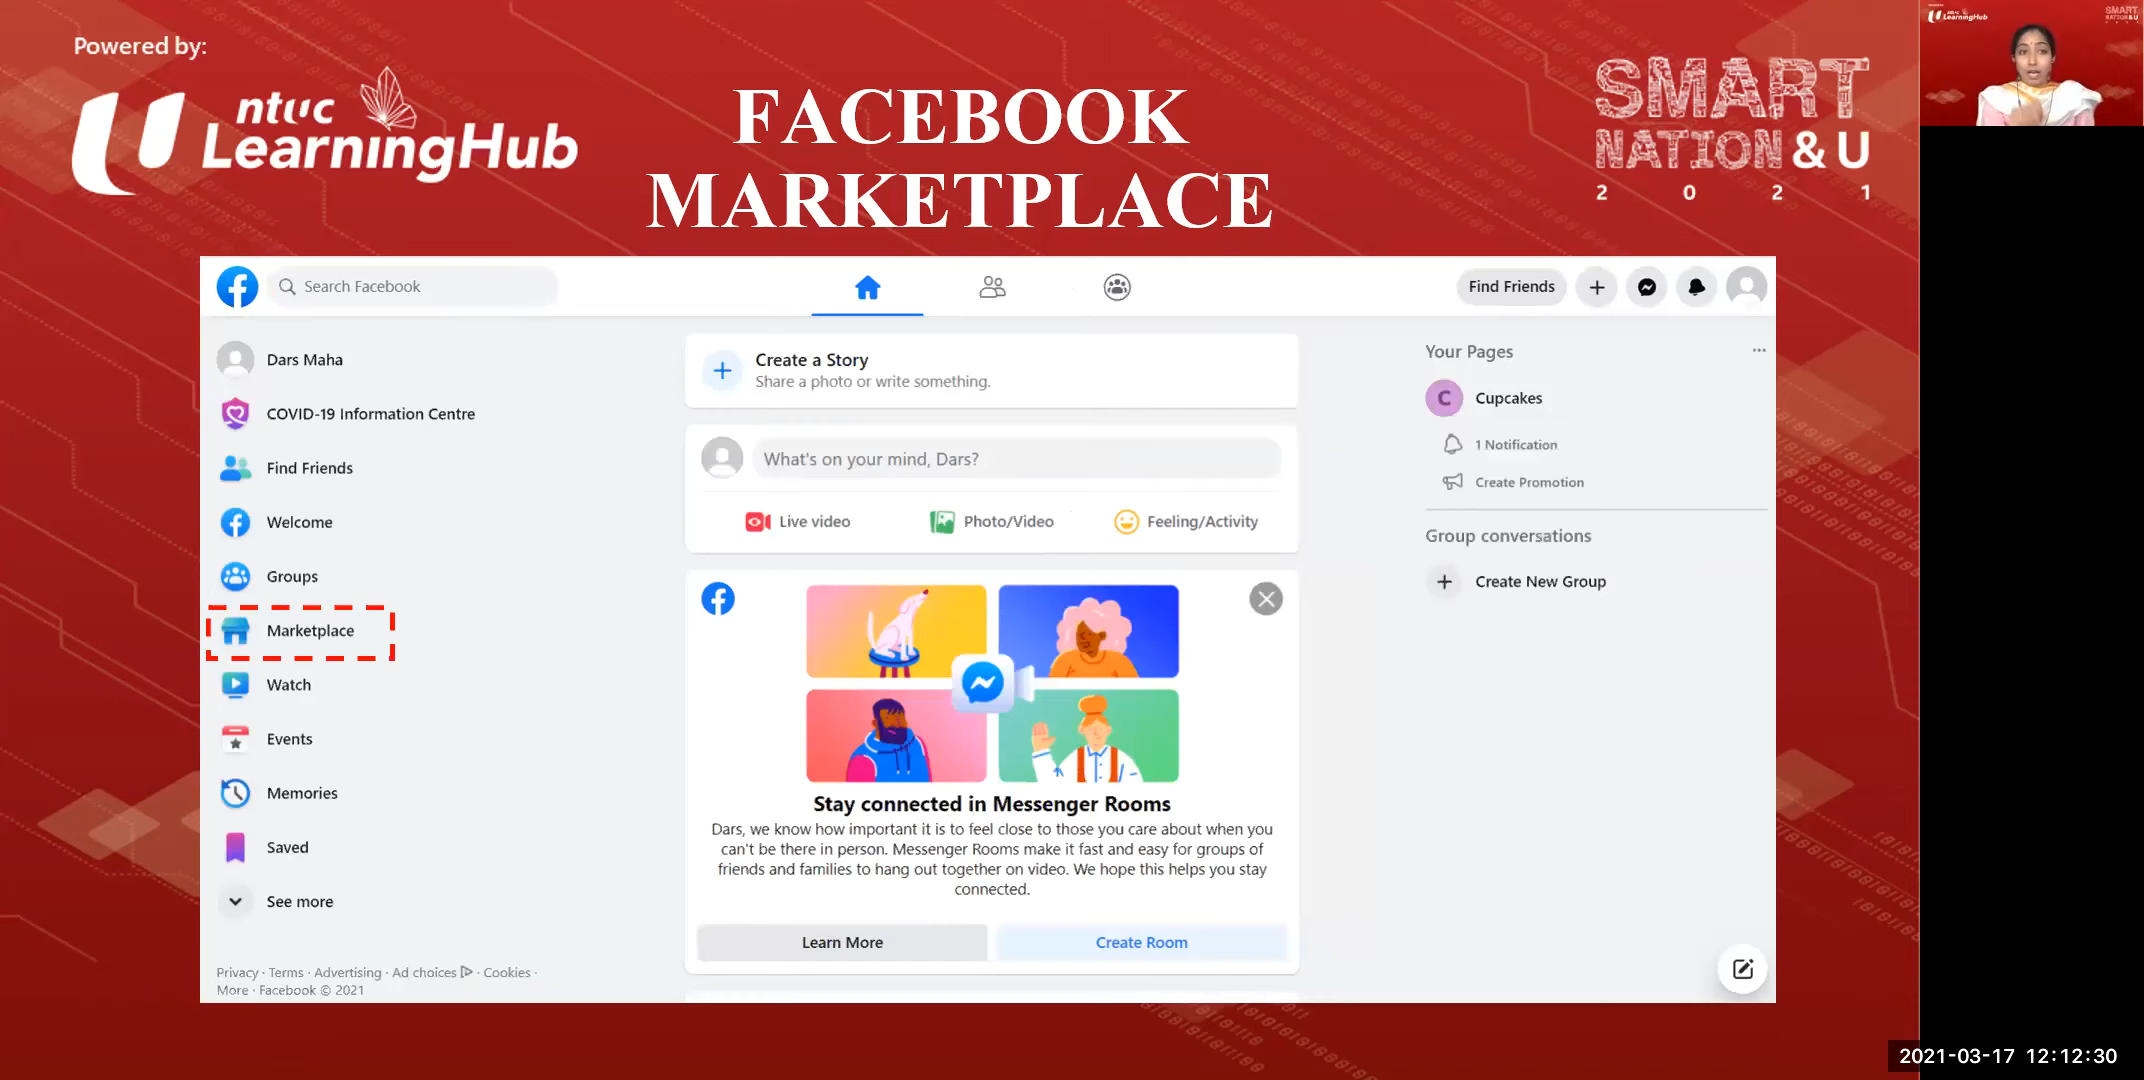 Powered by:
ntuc
LearningHub
FACEBOOK
MARKETPLACE
SMART
NATION & U
2 0 2 1
LearningHub
SMART
NATION & U
Search Facebook
Find Friends
Dars Maha
COVID-19 Information Centre
Find Friends
Welcome
Groups
Marketplace
Watch
Events
Memories
Saved
See more
Privacy · Terms · Advertising · Ad choices · Cookies ·
More · Facebook © 2021
Create a Story
Share a photo or write something.
What's on your mind, Dars?
Live video
Photo/Video
Feeling/Activity
Stay connected in Messenger Rooms
Dars, we know how important it is to feel close to those you care about when you
can't be there in person. Messenger Rooms make it fast and easy for groups of
friends and families to hang out together on video. We hope this helps you stay
connected.
Learn More
Create Room
Your Pages
C
Cupcakes
1 Notification
Create Promotion
Group conversations
Create New Group
2021-03-17 12:12:30